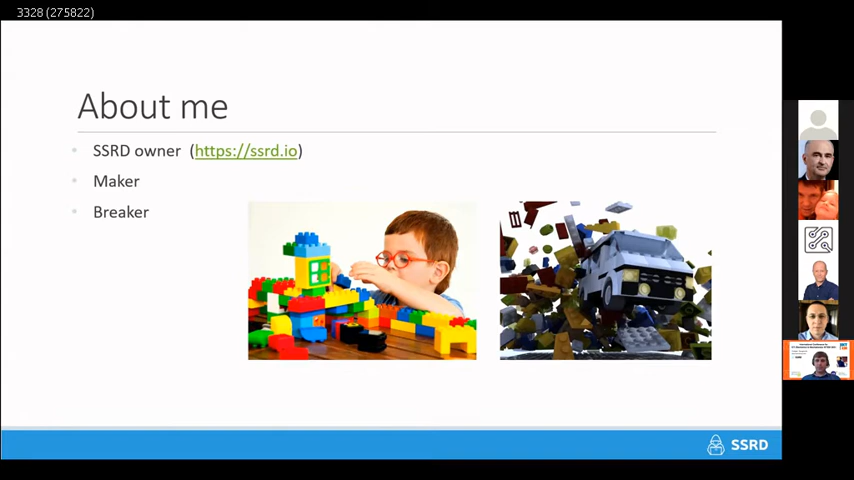 3328 (275822)
About me
SSRD owner (https://ssrd.io)
Maker
Breaker
SSRD